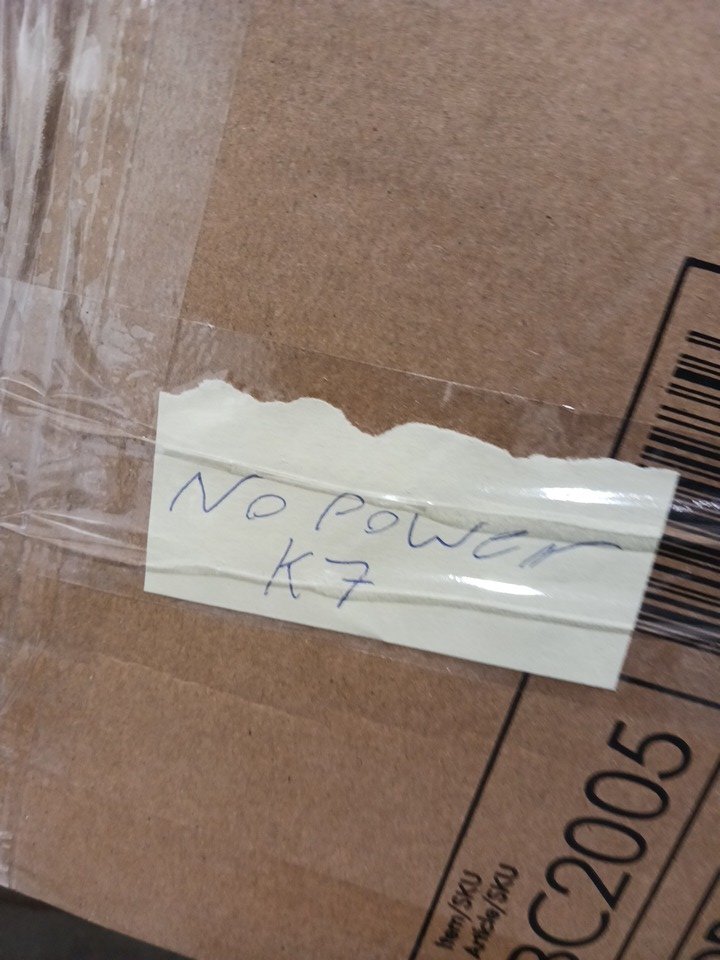 No Power
K7
Item/SKU
Article/SKU
BC2005